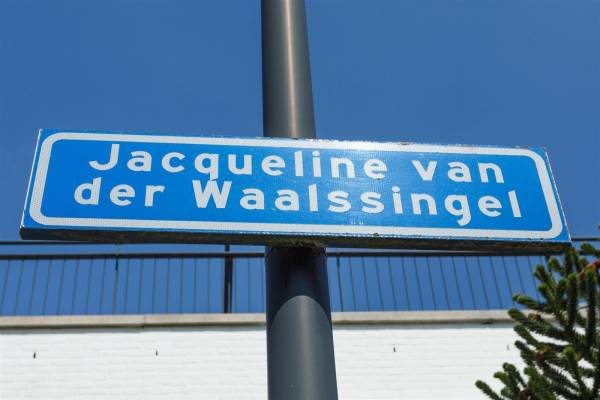 Jacqueline van
der Waalssingel